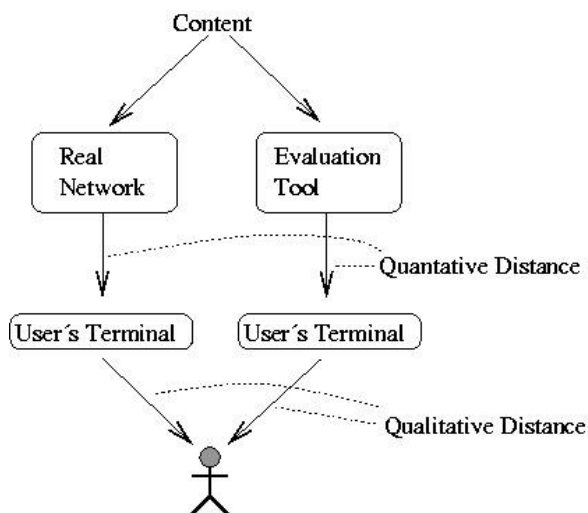 Content
Real
Network
Evaluation
Tool
Quantative Distance
User´s Terminal
User´s Terminal
Qualitative Distance